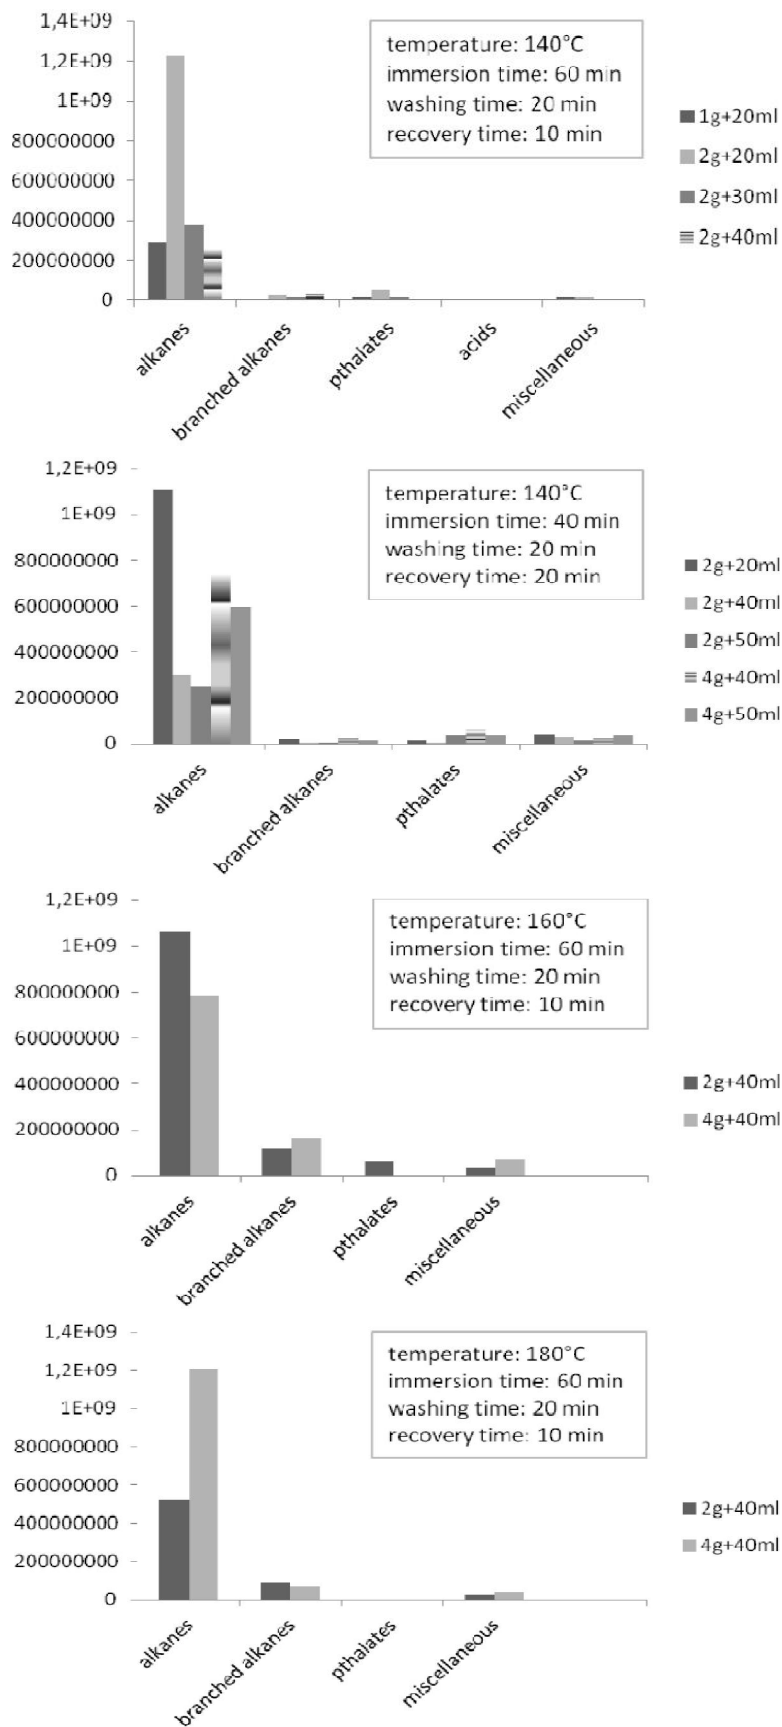 1,4E+09
1,2E+09
1E+09
800000000
600000000
400000000
200000000
0
temperature: 140°C
immersion time: 60 min
washing time: 20 min
recovery time: 10 min
1g+20ml
2g+20ml
2g+30ml
2g+40ml
alkanes
branched alkanes
pthalates
acids
miscellaneous
1,2E+09
1E+09
800000000
600000000
400000000
200000000
0
temperature: 140°C
immersion time: 40 min
washing time: 20 min
recovery time: 20 min
2g+20ml
2g+40ml
2g+50ml
4g+40ml
4g+50ml
alkanes
branched alkanes
pthalates
miscellaneous
1,2E+09
1E+09
800000000
600000000
400000000
200000000
0
temperature: 160°C
immersion time: 60 min
washing time: 20 min
recovery time: 10 min
2g+40ml
4g+40ml
alkanes
branched alkanes
pthalates
miscellaneous
1,4E+09
1,2E+09
1E+09
800000000
600000000
400000000
200000000
0
temperature: 180°C
immersion time: 60 min
washing time: 20 min
recovery time: 10 min
2g+40ml
4g+40ml
alkanes
branched alkanes
pthalates
miscellaneous